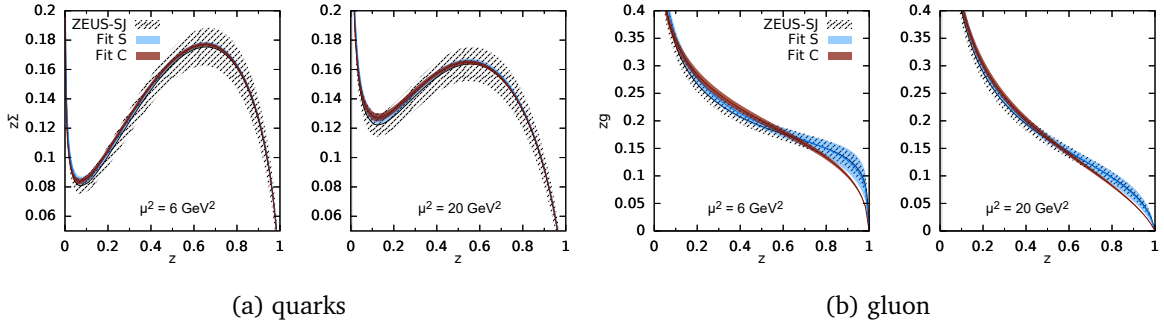 0.2
0.18
0.16
0.14
0.12
0.1
0.08
0.06
zΣ
ZEUS-SJ
Fit S
Fit C
μ² = 6 GeV²
0 0.2 0.4 0.6 0.8 1
z
0.2
0.18
0.16
0.14
0.12
0.1
0.08
0.06
μ² = 20 GeV²
0 0.2 0.4 0.6 0.8 1
z
(a) quarks
0.4
0.35
0.3
0.25
0.2
0.15
0.1
0.05
0
zg
ZEUS-SJ
Fit S
Fit C
μ² = 6 GeV²
0 0.2 0.4 0.6 0.8 1
z
0.4
0.35
0.3
0.25
0.2
0.15
0.1
0.05
0
μ² = 20 GeV²
0 0.2 0.4 0.6 0.8 1
z
(b) gluon